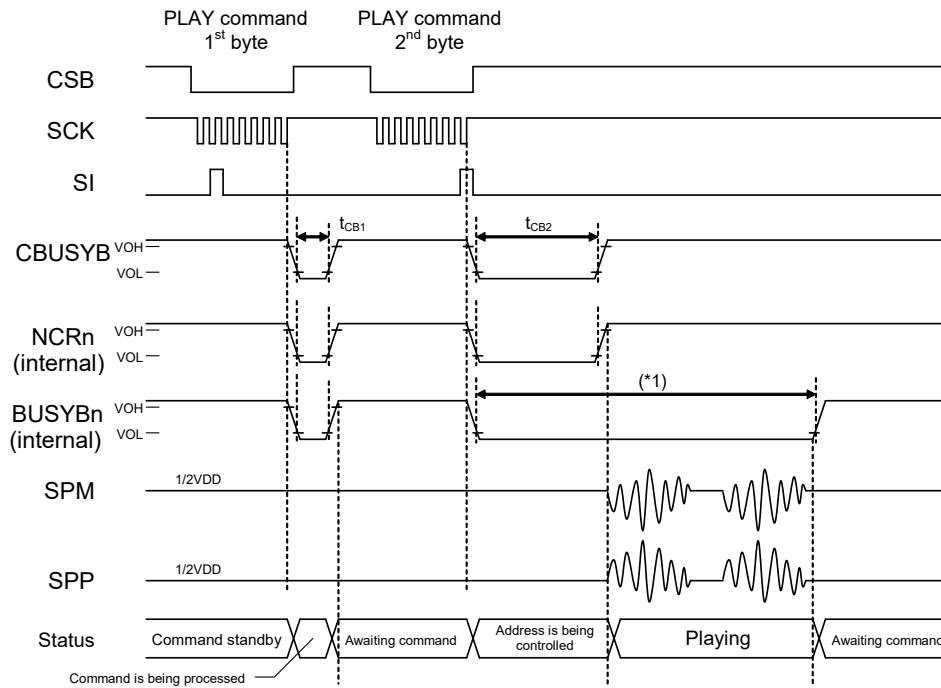 PLAY command
1st byte
PLAY command
2nd byte
CSB
SCK
SI
tCB1
tCB2
CBUSYB
VOH
VOL
NCRn
(internal)
VOH
VOL
(*1)
BUSYBn
(internal)
VOH
VOL
SPM
1/2VDD
SPP
1/2VDD
Status
Command standby
Awaiting command
Address is being
controlled
Playing
Awaiting command
Command is being processed